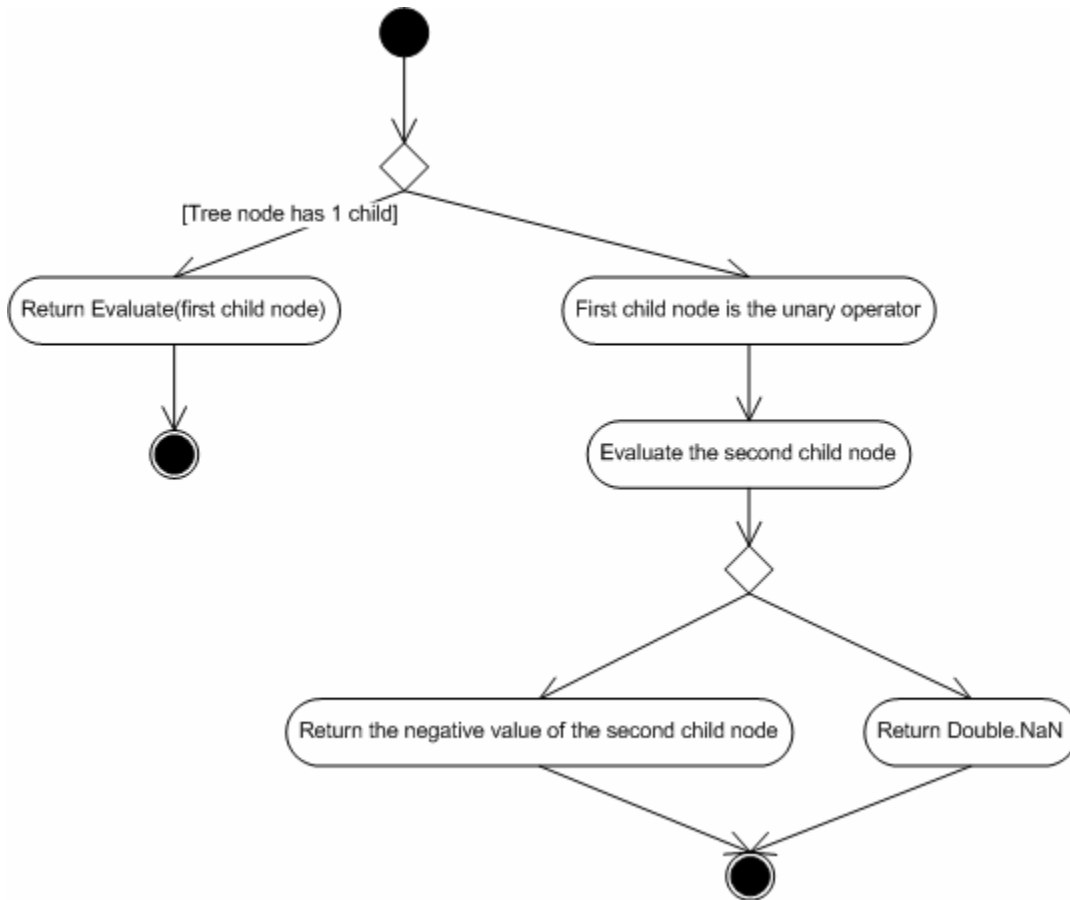 [Tree node has 1 child]
Return Evaluate(first child node)
First child node is the unary operator
Evaluate the second child node
Return the negative value of the second child node
Return Double.NaN